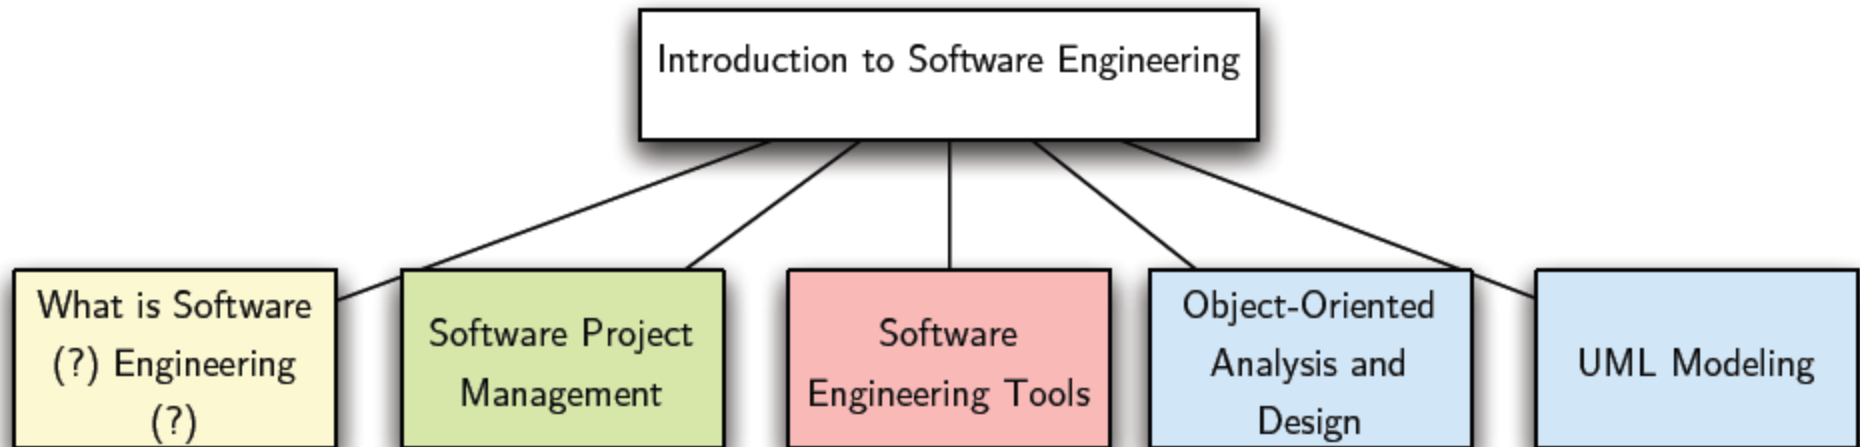 Introduction to Software Engineering
What is Software
(?) Engineering
(?)
Software Project
Management
Software
Engineering Tools
Object-Oriented
Analysis and
Design
UML Modeling